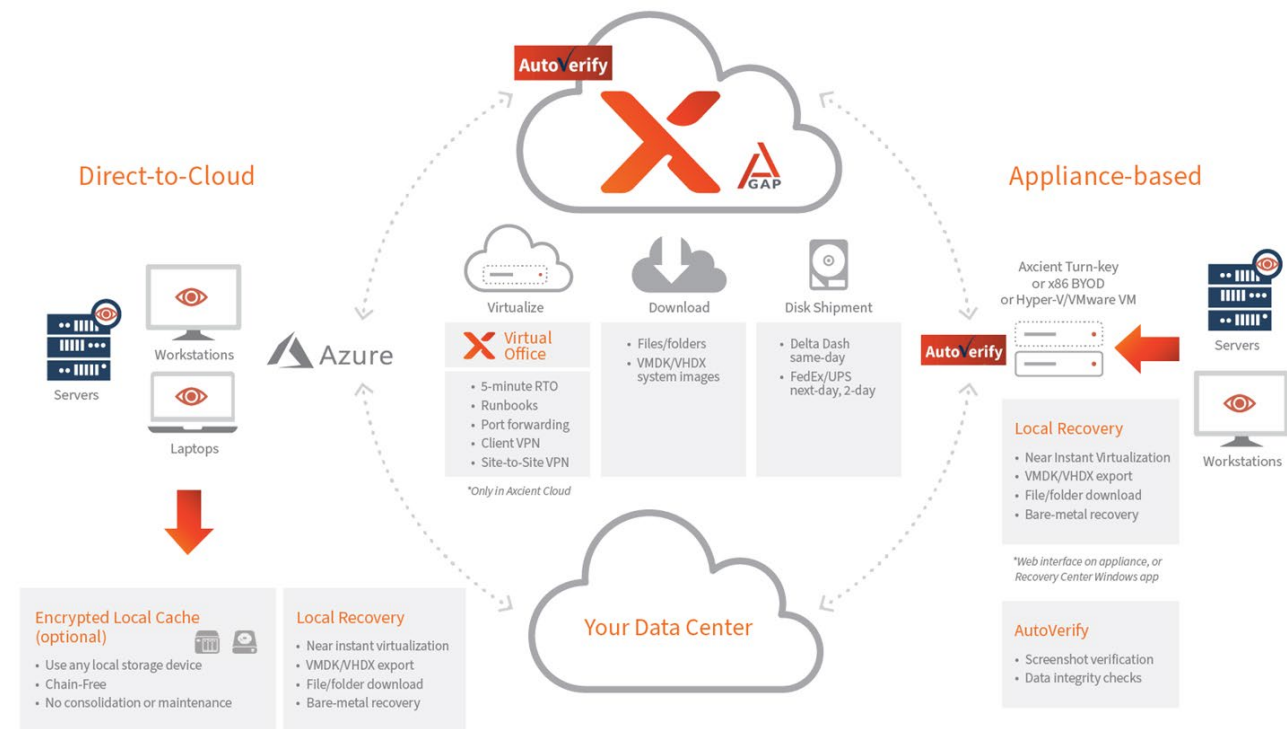 AutoVerify
GAP
Direct-to-Cloud
Servers
Workstations
Laptops
Azure
Encrypted Local Cache
(optional)
• Use any local storage device
• Chain-Free
• No consolidation or maintenance
Local Recovery
• Near instant virtualization
• VMDK/VHDX export
• File/folder download
• Bare-metal recovery
Virtualize
Virtual
Office
• 5-minute RTO
• Runbooks
• Port forwarding
• Client VPN
• Site-to-Site VPN
*Only in Axcient Cloud
Download
• Files/folders
• VMDK/VHDX
system images
Disk Shipment
• Delta Dash
same-day
• FedEx/UPS
next-day, 2-day
Your Data Center
Appliance-based
Axcient Turn-key
or x86 BYOD
or Hyper-V/VMware VM
AutoVerify
Servers
Workstations
Local Recovery
• Near Instant Virtualization
• VMDK/VHDX export
• File/folder download
• Bare-metal recovery
*Web interface on appliance, or
Recovery Center Windows app
AutoVerify
• Screenshot verification
• Data integrity checks